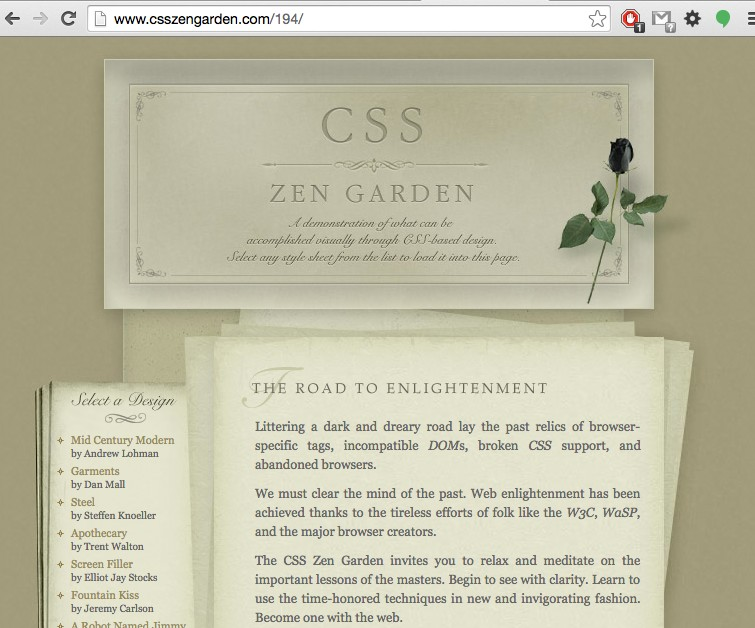 www.csszengarden.com/194/
1
?
CSS
ZEN GARDEN
A demonstration of what can be
accomplished visually through CSS-based design.
Select any style sheet from the list to load it into this page.
Select a Design
Mid Century Modern
by Andrew Lohman
Garments
by Dan Mall
Steel
by Steffen Knoeller
Apothecary
by Trent Walton
Screen Filler
by Elliot Jay Stocks
Fountain Kiss
by Jeremy Carlson
A Robot Named Jimmy
THE ROAD TO ENLIGHTENMENT
Littering a dark and dreary road lay the past relics of browser-
specific tags, incompatible DOMs, broken CSS support, and
abandoned browsers.
We must clear the mind of the past. Web enlightenment has been
achieved thanks to the tireless efforts of folk like the W3C, WaSP,
and the major browser creators.
The CSS Zen Garden invites you to relax and meditate on the
important lessons of the masters. Begin to see with clarity. Learn to
use the time-honored techniques in new and invigorating fashion.
Become one with the web.